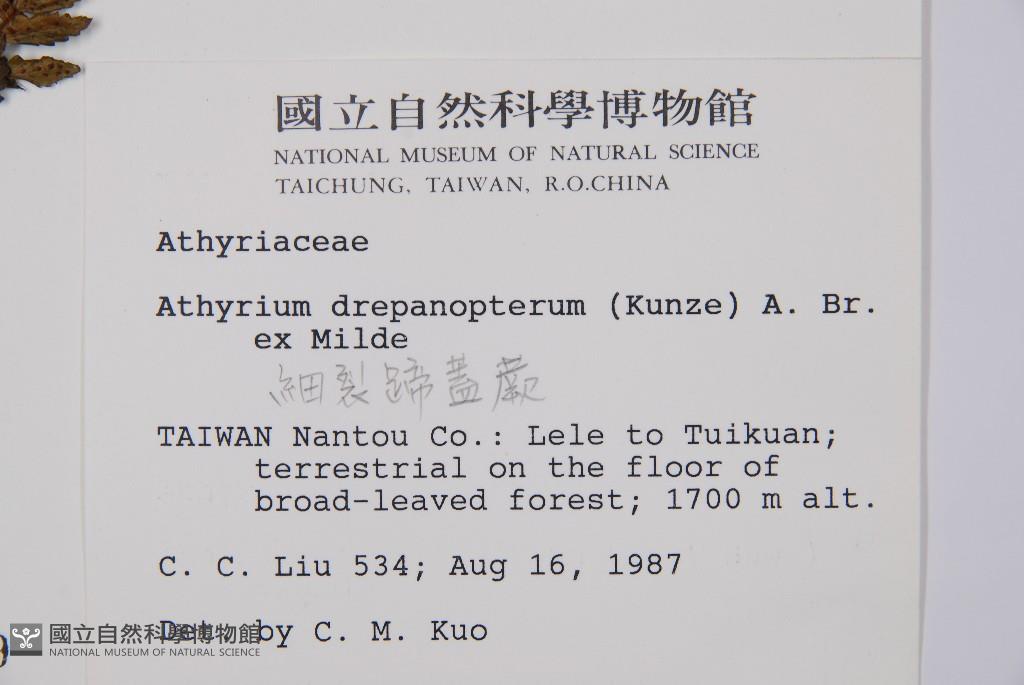 國立自然科學博物館
NATIONAL MUSEUM OF NATURAL SCIENCE
TAICHUNG, TAIWAN, R.O.CHINA
Athyriaceae
Athyrium drepanopterum (Kunze) A. Br.
ex Milde
細裂蹄蓋蕨
TAIWAN Nantou Co.: Lele to Tuikuan;
terrestrial on the floor of
broad-leaved forest; 1700 m alt.
C. C. Liu 534; Aug 16, 1987
Det. by C. M. Kuo
國立自然科學博物館
NATIONAL MUSEUM OF NATURAL SCIENCE